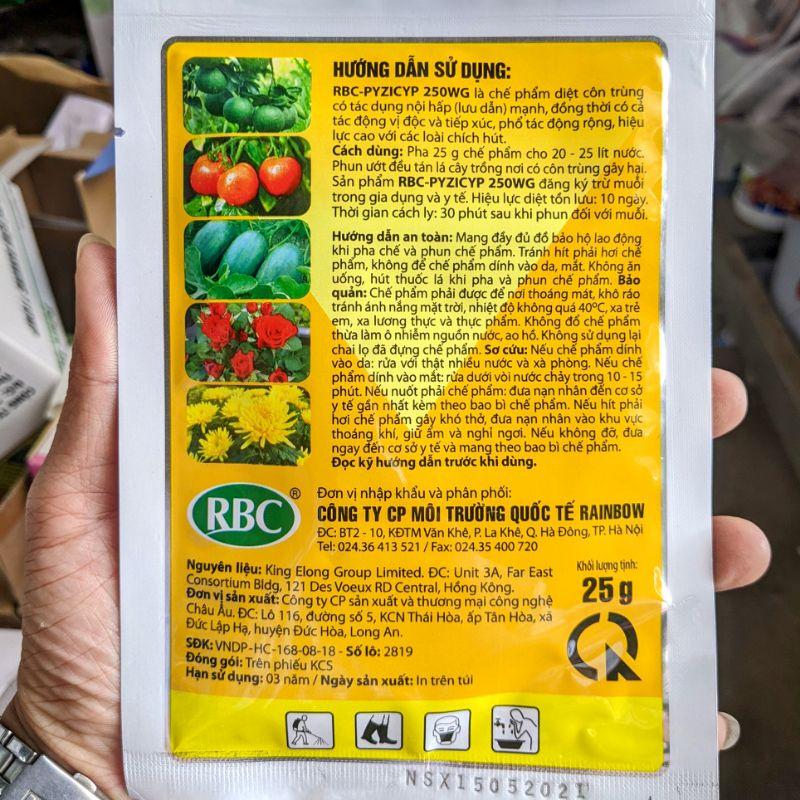 HƯỚNG DẪN SỬ DỤNG:
RBC-PYZICYP 250WG là chế phẩm diệt côn trùng
có tác dụng nội hấp (lưu dẫn) mạnh, đồng thời có cả
tác động vị độc và tiếp xúc, phổ tác động rộng, hiệu
lực cao với các loài chích hút.
Cách dùng: Pha 25 g chế phẩm cho 20 - 25 lít nước.
Phun ướt đều tán lá cây trồng nơi có côn trùng gây hại.
Sản phẩm RBC-PYZICYP 250WG đăng ký trừ muỗi
trong gia dụng và y tế. Hiệu lực diệt tồn lưu: 10 ngày.
Thời gian cách ly: 30 phút sau khi phun đối với muỗi.
Hướng dẫn an toàn: Mang đầy đủ đồ bảo hộ lao động
khi pha chế và phun chế phẩm. Tránh hít phải hơi chế
phẩm, không để chế phẩm dính vào da, mắt. Không ăn
uống, hút thuốc lá khi pha và phun chế phẩm. Bảo
quản: Chế phẩm phải được để nơi thoáng mát, khô ráo
tránh ánh nắng mặt trời, nhiệt độ không quá 40ºC, xa trẻ
em, xa lương thực và thực phẩm. Không đổ chế phẩm
thừa làm ô nhiễm nguồn nước, ao hồ. Không sử dụng lại
chai lọ đã đựng chế phẩm. Sơ cứu: Nếu chế phẩm dính
vào da: rửa với thật nhiều nước và xà phòng. Nếu chế
phẩm dính vào mắt: rửa dưới vòi nước chảy trong 10 - 15
phút. Nếu nuốt phải chế phẩm: đưa nạn nhân đến cơ sở
y tế gần nhất kèm theo bao bì chế phẩm. Nếu hít phải
hơi chế phẩm gây khó thở, đưa nạn nhân vào khu vực
thoáng khí, giữ ấm và nghỉ ngơi. Nếu không đỡ, đưa
ngay đến cơ sở y tế và mang theo bao bì chế phẩm.
Đọc kỹ hướng dẫn trước khi dùng.
RBC ®
Đơn vị nhập khẩu và phân phối:
CÔNG TY CP MÔI TRƯỜNG QUỐC TẾ RAINBOW
ĐC: BT2 - 10, KĐTM Văn Khê, P. La Khê, Q. Hà Đông, TP. Hà Nội
Tel: 024.36 413 521 / Fax: 024.35 400 720
Nguyên liệu: King Elong Group Limited. ĐC: Unit 3A, Far East
Consortium Bldg, 121 Des Voeux RD Central, Hồng Kông.
Đơn vị sản xuất: Công ty CP sản xuất và thương mại công nghệ
Châu Âu. ĐC: Lô 116, đường số 5, KCN Thái Hòa, ấp Tân Hòa, xã
Đức Lập Hạ, huyện Đức Hòa, Long An.
SĐK: VNDP-HC-168-08-18 - Số lô: 2819
Đóng gói: Trên phiếu KCS
Hạn sử dụng: 03 năm / Ngày sản xuất: In trên túi
Khối lượng tịnh:
25 g
NSX15052021